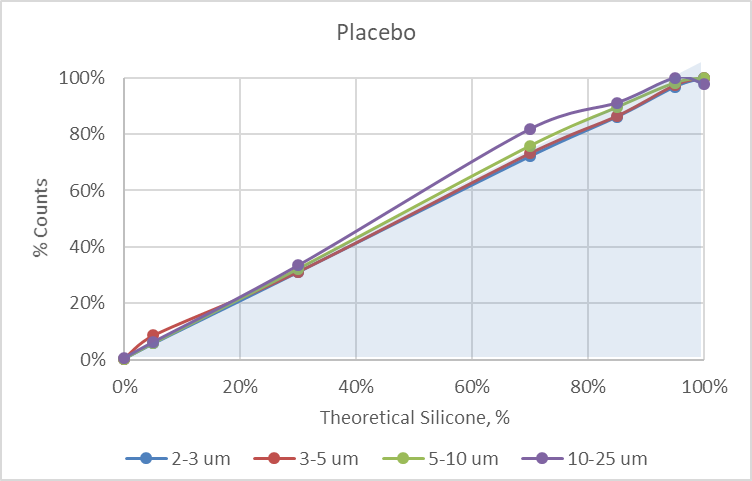 Placebo
100%
80%
60%
40%
20%
0%
% Counts
0% 20% 40% 60% 80% 100%
Theoretical Silicone, %
2-3 um 3-5 um 5-10 um 10-25 um